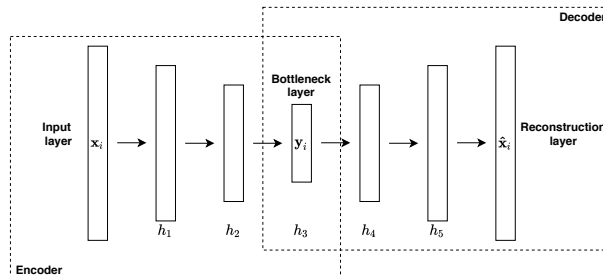 Decoder
Bottleneck
layer
Input
layer
𝐱ᵢ
𝐲ᵢ
𝐱̂ᵢ
Reconstruction
layer
h₁
h₂
h₃
h₄
h₅
Encoder